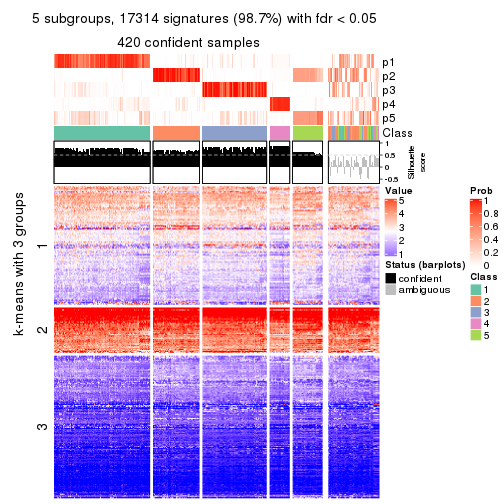 5 subgroups, 17314 signatures (98.7%) with fdr < 0.05
420 confident samples
p1
p2
p3
p4
p5
Class
1
0.5
0
-0.5
Silhouette
score
k-means with 3 groups
1
2
3
Value
5
4
3
2
1
Status (barplots)
confident
ambiguous
Prob
1
0.8
0.6
0.4
0.2
0
Class
1
2
3
4
5